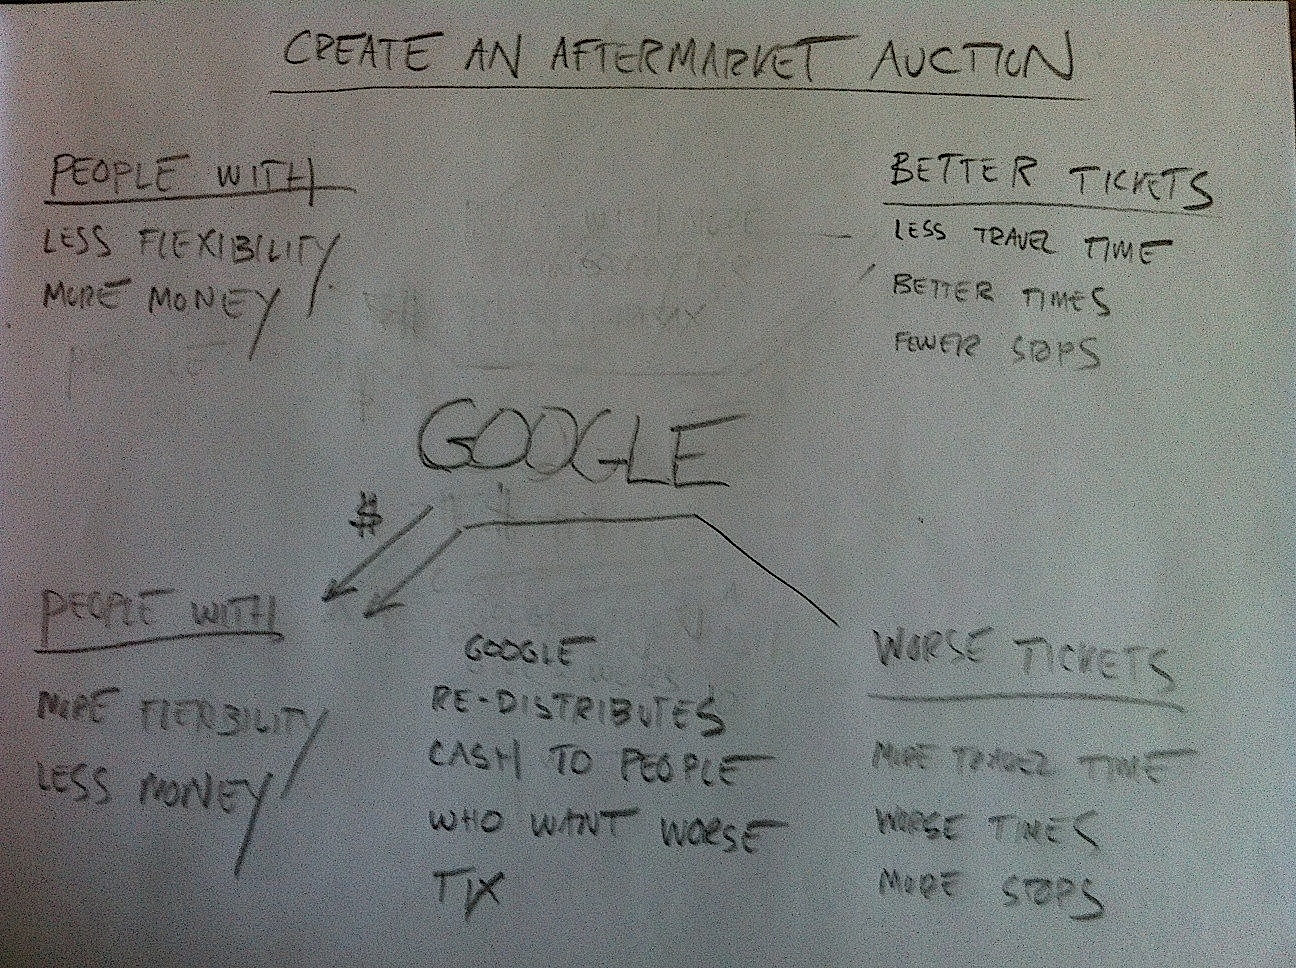 CREATE AN AFTERMARKET AUCTION
PEOPLE WITH
LESS FLEXIBILITY
MORE MONEY
BETTER TICKETS
LESS TRAVEL TIME
BETTER TIMES
FEWER STOPS
GOOGLE
$
PEOPLE WITH
MORE FLEXBILITY
LESS MONEY
GOOGLE
RE-DISTRIBUTES
CASH TO PEOPLE
WHO WANT WORSE
TIX
WORSE TICKETS
MORE TRAVEL TIME
WORSE TIMES
MORE STOPS